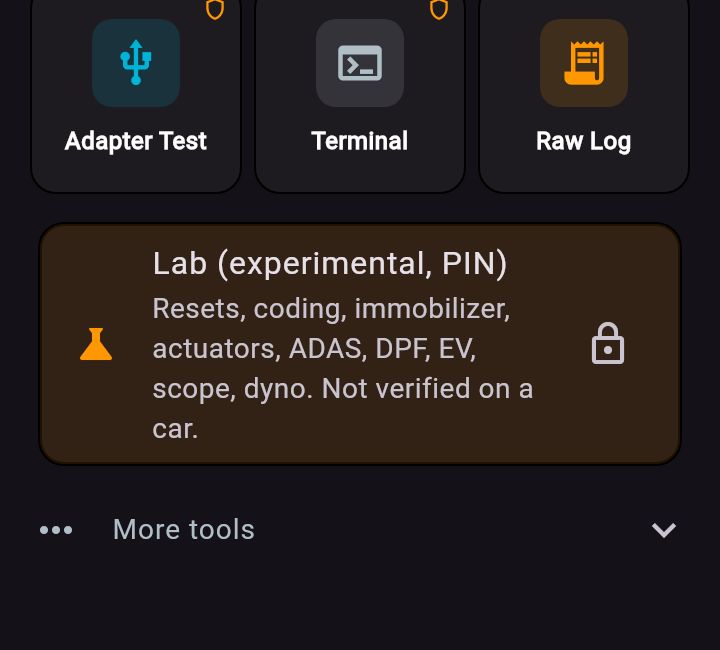 Adapter Test
Terminal
Raw Log
Lab (experimental, PIN)
Resets, coding, immobilizer,
actuators, ADAS, DPF, EV,
scope, dyno. Not verified on a
car.
More tools